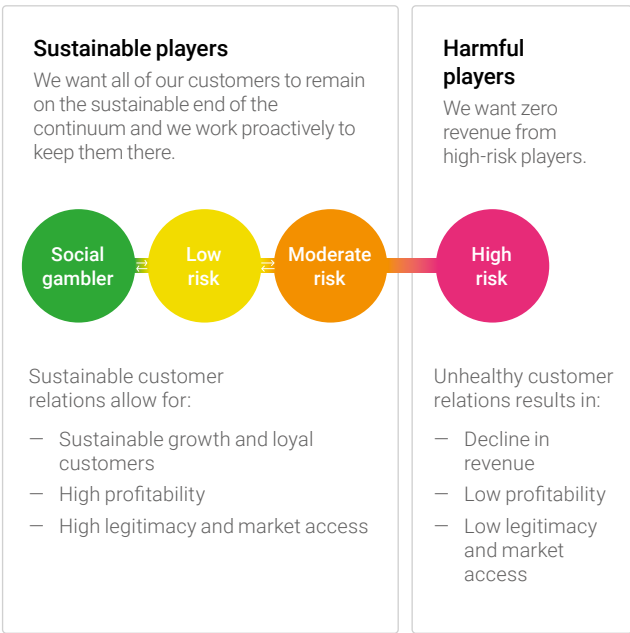 Sustainable players
We want all of our customers to remain
on the sustainable end of the
continuum and we work proactively to
keep them there.
Harmful
players
We want zero
revenue from
high-risk players.
Social
gambler
Low
risk
Moderate
risk
High
risk
Sustainable customer
relations allow for:
— Sustainable growth and loyal
customers
— High profitability
— High legitimacy and market access
Unhealthy customer
relations results in:
— Decline in
revenue
— Low profitability
— Low legitimacy
and market
access